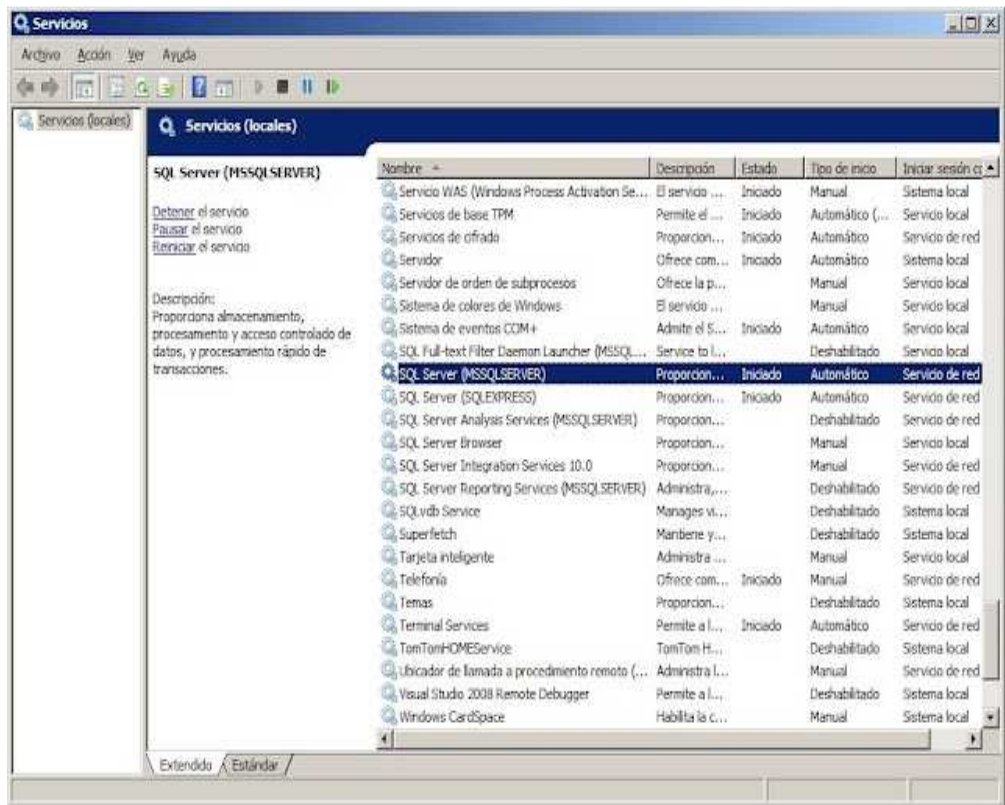 Servicios
Archivo Acción Ver Ayuda
Servicios (locales)
Servicios (locales)
SQL Server (MSSQLSERVER)
Detener el servicio
Pausar el servicio
Reiniciar el servicio
Descripción:
Proporciona almacenamiento,
procesamiento y acceso controlado de
datos, y procesamiento rápido de
transacciones.
Nombre Descripción Estado Tipo de inicio Iniciar sesión co
Servicio WAS (Windows Process Activation Se... El servicio ... Iniciado Manual Sistema local
Servicios de base TPM Permite el ... Iniciado Automático (... Servicio local
Servicios de cifrado Proporcion... Iniciado Automático Servicio de red
Servidor Ofrece com... Iniciado Automático Sistema local
Servidor de orden de subprocesos Ofrece la p... Manual Servicio local
Sistema de colores de Windows El servicio ... Manual Servicio local
Sistema de eventos COM+ Admite el S... Iniciado Automático Servicio local
SQL Full-text Filter Daemon Launcher (MSSQL... Service to l... Deshabilitado Servicio local
SQL Server (MSSQLSERVER) Proporcion... Iniciado Automático Servicio de red
SQL Server (SQLEXPRESS) Proporcion... Iniciado Automático Servicio de red
SQL Server Analysis Services (MSSQLSERVER) Proporcion... Deshabilitado Servicio de red
SQL Server Browser Proporcion... Manual Servicio local
SQL Server Integration Services 10.0 Proporcion... Manual Servicio de red
SQL Server Reporting Services (MSSQLSERVER) Administra,... Deshabilitado Servicio de red
SQLvdb Service Manages vi... Deshabilitado Sistema local
Superfetch Mantiene y... Deshabilitado Sistema local
Tarjeta inteligente Administra ... Manual Servicio local
Telefonía Ofrece com... Iniciado Manual Servicio de red
Temas Proporcion... Deshabilitado Sistema local
Terminal Services Permite a l... Iniciado Automático Servicio de red
TomTomHOMEService TomTom H... Deshabilitado Sistema local
Ubicador de llamada a procedimiento remoto (... Administra l... Manual Servicio de red
Visual Studio 2008 Remote Debugger Permite a l... Deshabilitado Sistema local
Windows CardSpace Habilita la c... Manual Sistema local
Extendido Estándar